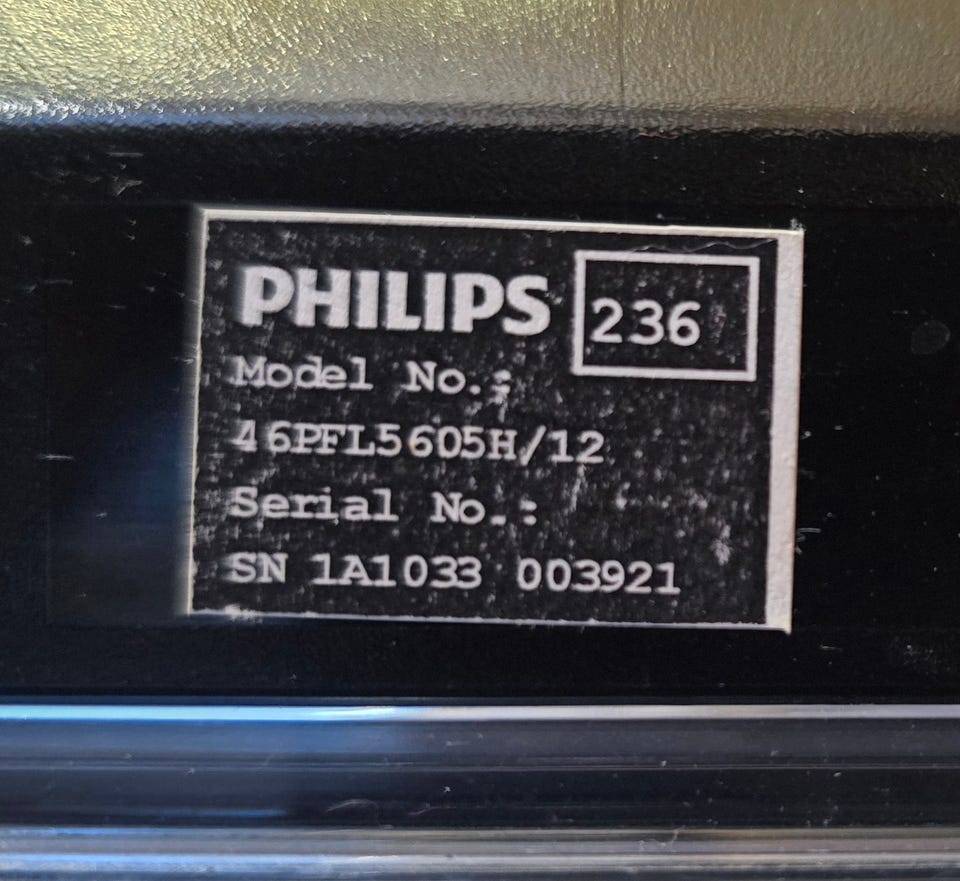 PHILIPS 236
Model No.:
46PFL5605H/12
Serial No.:
SN 1A1033 003921